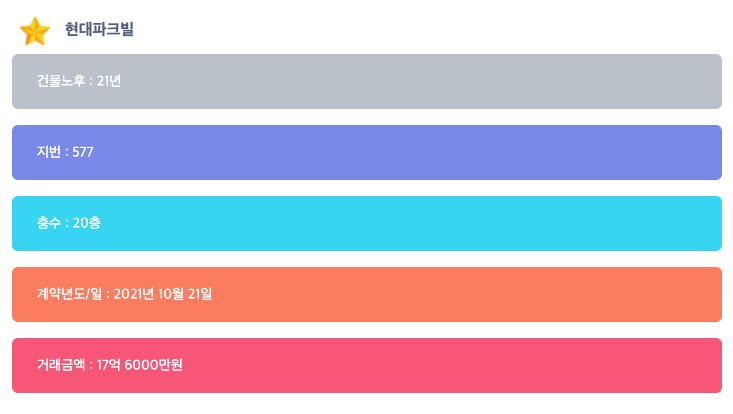 현대파크빌
건물노후 : 21년
지번 : 577
층수 : 20층
계약년도/일 : 2021년 10월 21일
거래금액 : 17억 6000만원